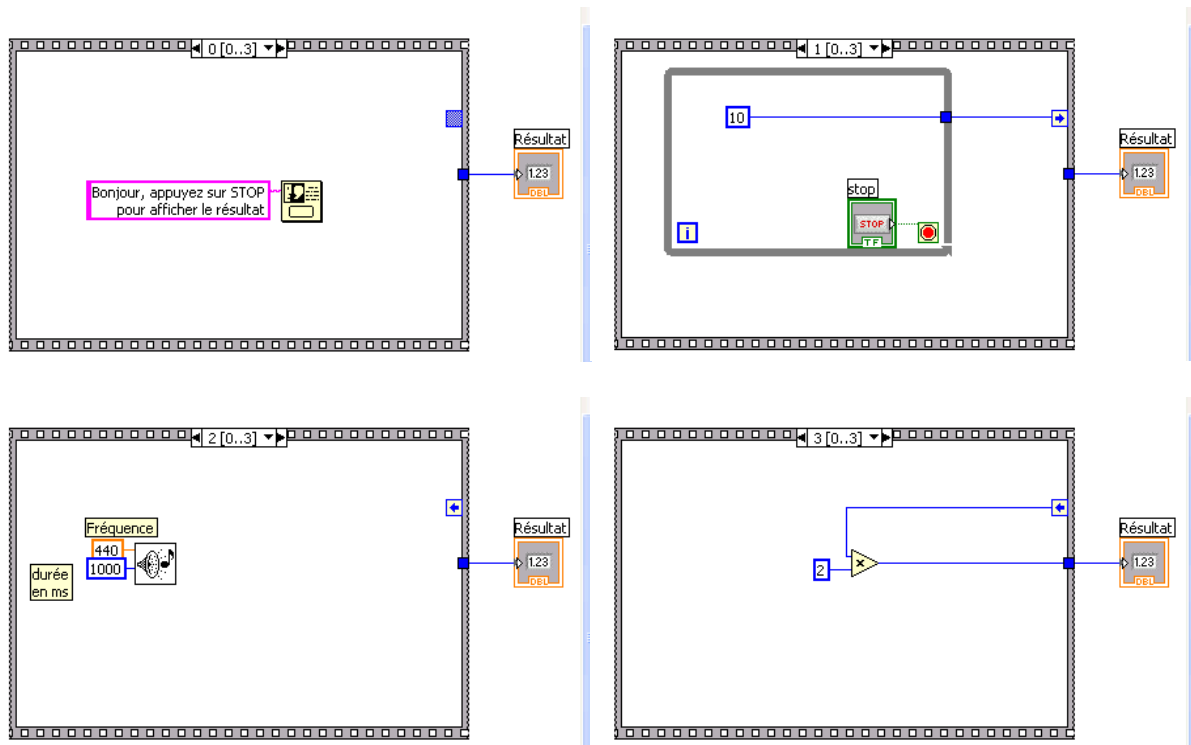 0 [0..3]
Résultat
1.23
DBL
Bonjour, appuyez sur STOP
pour afficher le résultat
1 [0..3]
10
Résultat
1.23
DBL
stop
STOP
TF
i
2 [0..3]
Fréquence
440
1000
durée
en ms
Résultat
1.23
DBL
3 [0..3]
Résultat
1.23
DBL
2
×